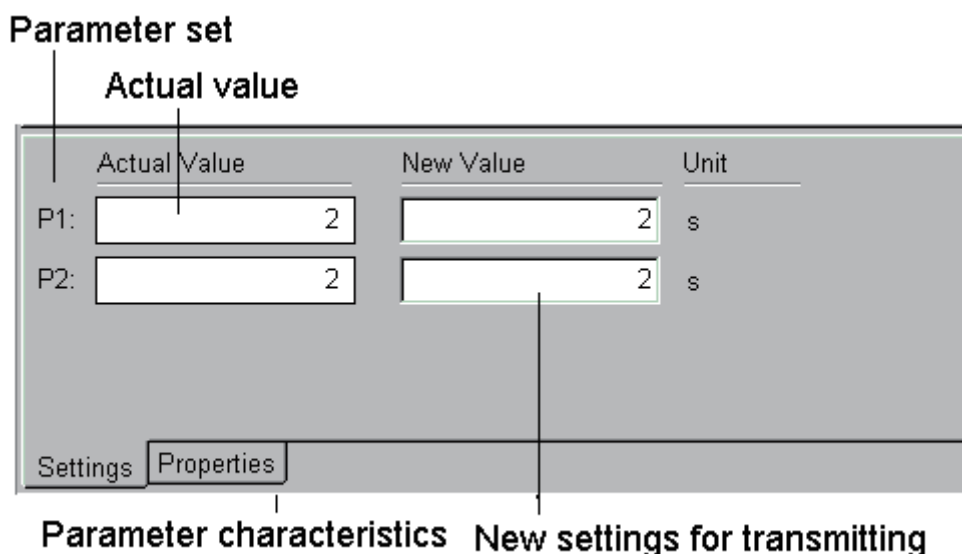 Parameter set
Actual value
Actual Value New Value Unit
P1: 2 2 s
P2: 2 2 s
Settings Properties
Parameter characteristics New settings for transmitting